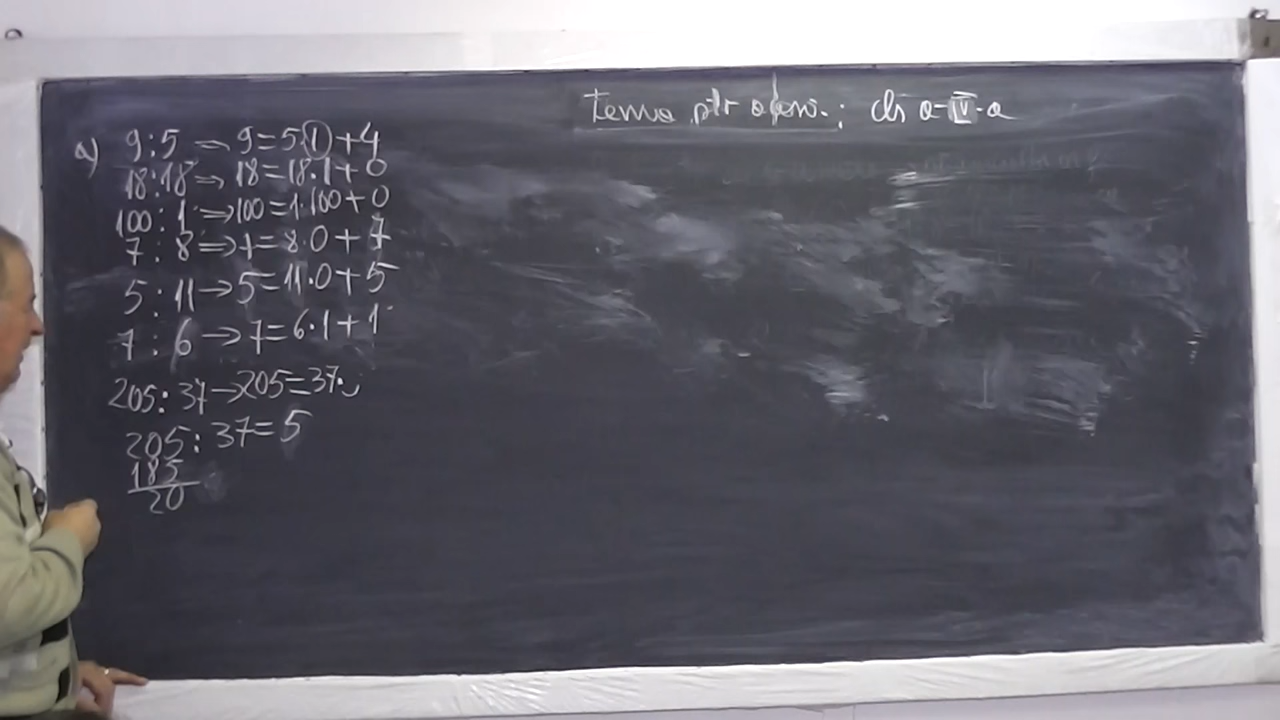 Tema ptr : cls a-IV-a
a) 9:5 → 9=5·1+4
18:18 → 18=18·1+0
100:1 → 100=1·100+0
7:8 → 7=8·0+7
5:11 → 5=11·0+5
7:6 → 7=6·1+1
205:37 → 205=37·
205:37=5
185
20